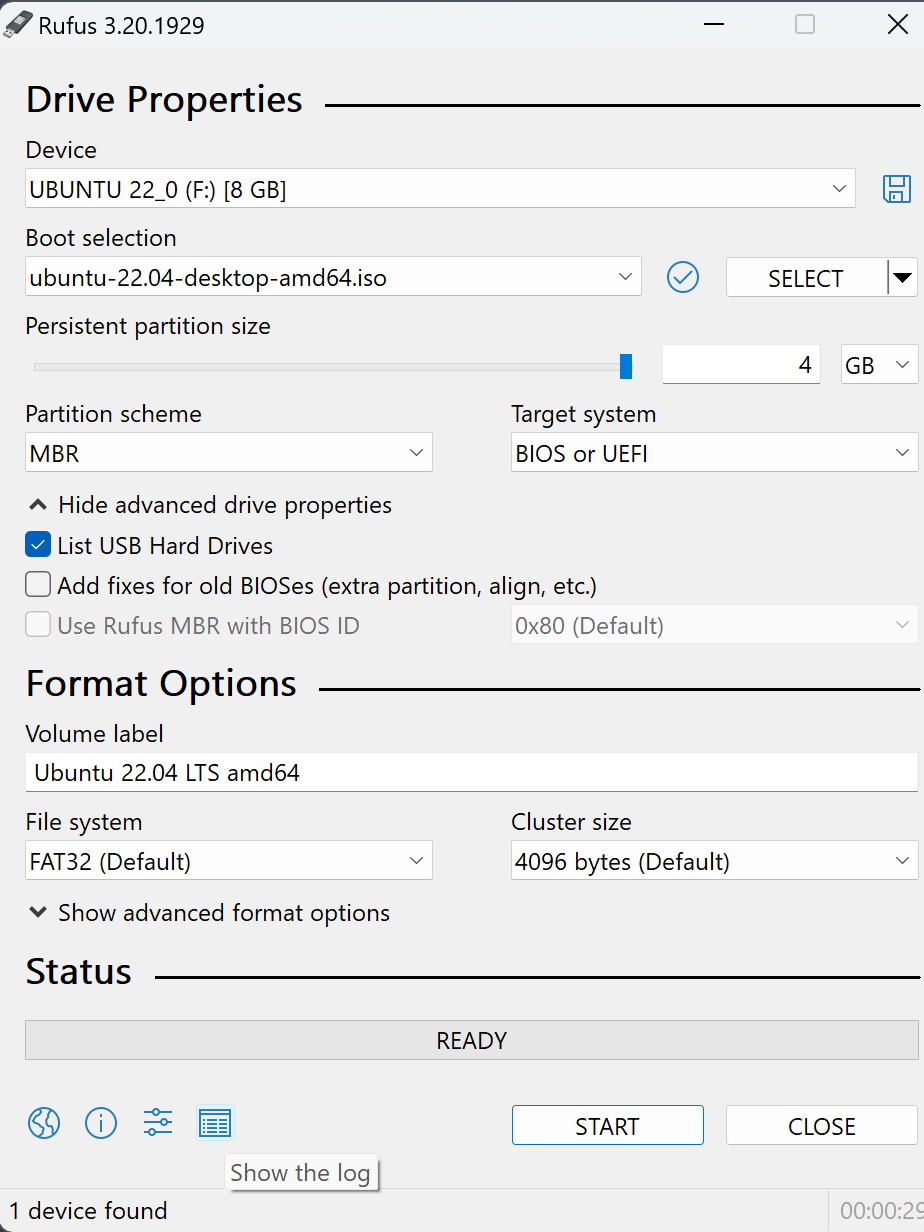 Rufus 3.20.1929
Drive Properties
Device
UBUNTU 22_0 (F:) [8 GB]
Boot selection
ubuntu-22.04-desktop-amd64.iso
SELECT
Persistent partition size
4
GB
Partition scheme
Target system
MBR
BIOS or UEFI
Hide advanced drive properties
List USB Hard Drives
Add fixes for old BIOSes (extra partition, align, etc.)
Use Rufus MBR with BIOS ID
0x80 (Default)
Format Options
Volume label
Ubuntu 22.04 LTS amd64
File system
Cluster size
FAT32 (Default)
4096 bytes (Default)
Show advanced format options
Status
READY
START
CLOSE
Show the log
1 device found
00:00:29